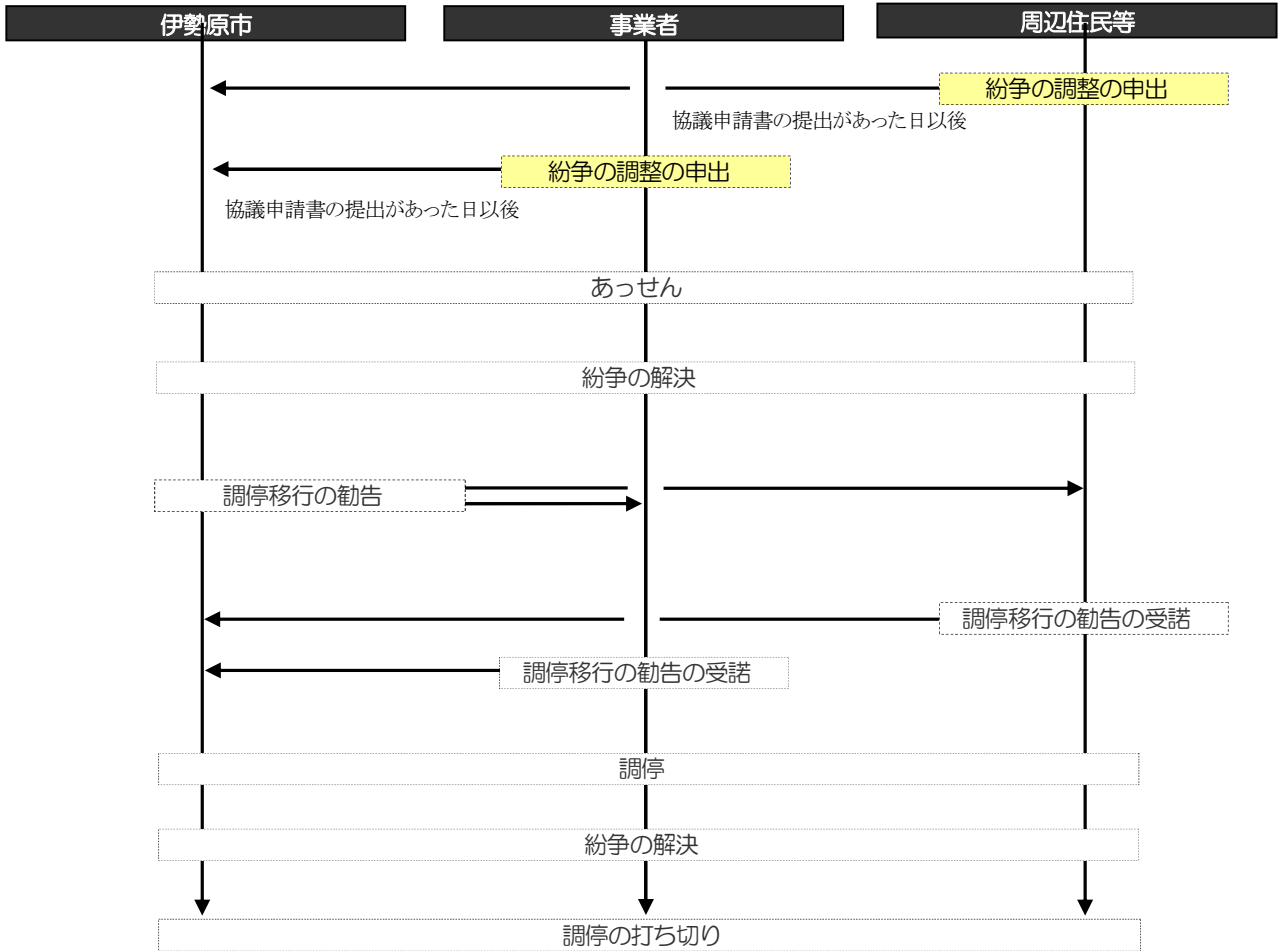 伊勢原市
事業者
周辺住民等
紛争の調整の申出
協議申請書の提出があった日以後
紛争の調整の申出
協議申請書の提出があった日以後
あっせん
紛争の解決
調停移行の勧告
調停移行の勧告の受諾
調停移行の勧告の受諾
調停
紛争の解決
調停の打ち切り